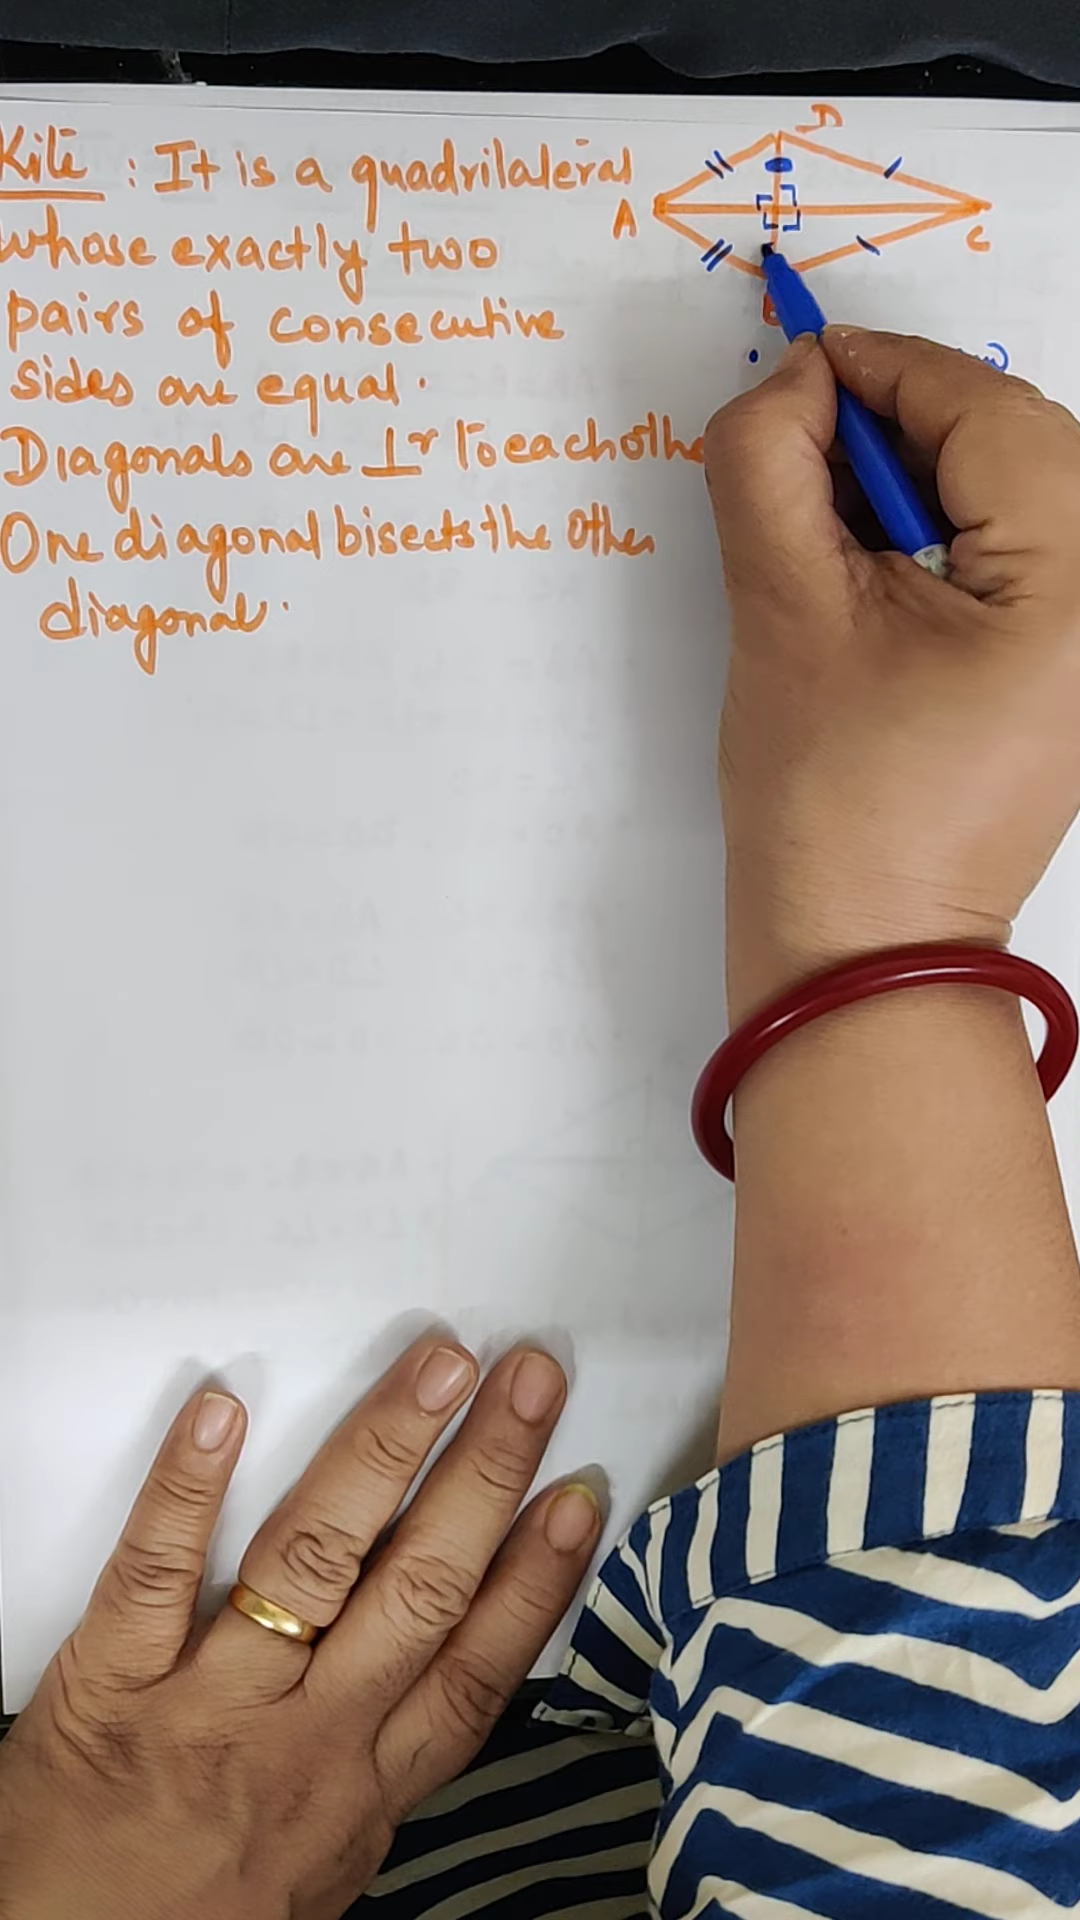 Kite : It is a quadrilateral
whose exactly two
pairs of consecutive
sides are equal.
Diagonals are ⊥r to each othe
One diagonal bisects the other
diagonal.
D
A
C